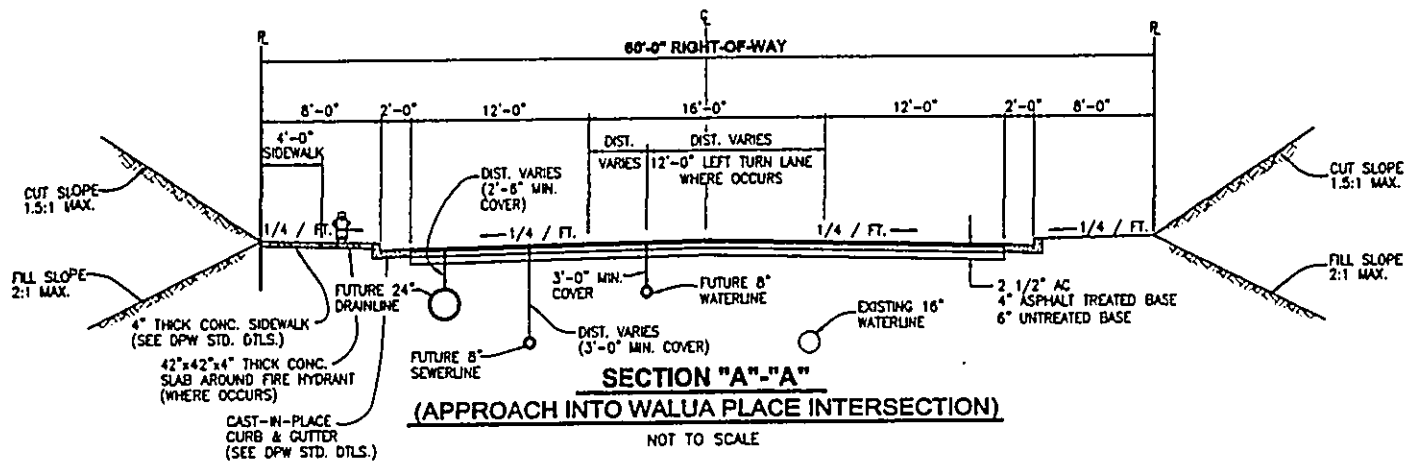 ℄
℄
℄
60'-0" RIGHT-OF-WAY
8'-0"
2'-0"
12'-0"
16'-0"
12'-0"
2'-0"
8'-0"
4'-0"
SIDEWALK
DIST.
VARIES
DIST. VARIES
12'-0" LEFT TURN LANE
WHERE OCCURS
DIST. VARIES
(2'-6" MIN.
COVER)
CUT SLOPE
1.5:1 MAX.
CUT SLOPE
1.5:1 MAX.
1/4 / FT.
1/4 / FT.
1/4 / FT.
1/4 / FT.
FILL SLOPE
2:1 MAX.
FILL SLOPE
2:1 MAX.
FUTURE 24"
DRAINLINE
3'-0" MIN.
COVER
FUTURE 8"
WATERLINE
2 1/2" AC
4" ASPHALT TREATED BASE
6" UNTREATED BASE
4" THICK CONC. SIDEWALK
(SEE DPW STD. DTLS.)
DIST. VARIES
(3'-0" MIN. COVER)
EXISTING 16"
WATERLINE
FUTURE 8"
SEWERLINE
42"x42"x4" THICK CONC.
SLAB AROUND FIRE HYDRANT
(WHERE OCCURS)
CAST-IN-PLACE
CURB & GUTTER
(SEE DPW STD. DTLS.)
SECTION "A"-"A"
(APPROACH INTO WALUA PLACE INTERSECTION)
NOT TO SCALE